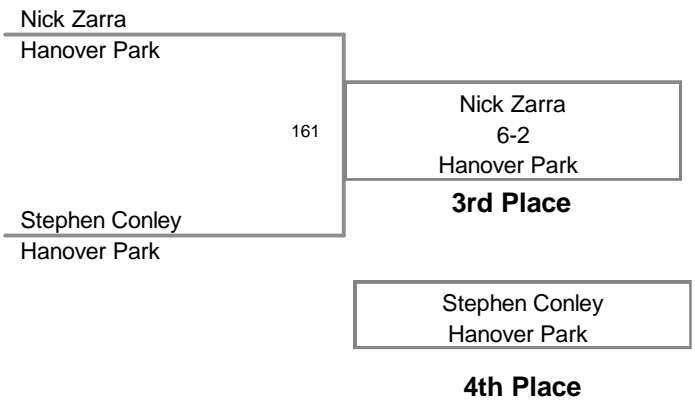 Nick Zarra
Hanover Park
161
Nick Zarra
6-2
Hanover Park
3rd Place
Stephen Conley
Hanover Park
Stephen Conley
Hanover Park
4th Place